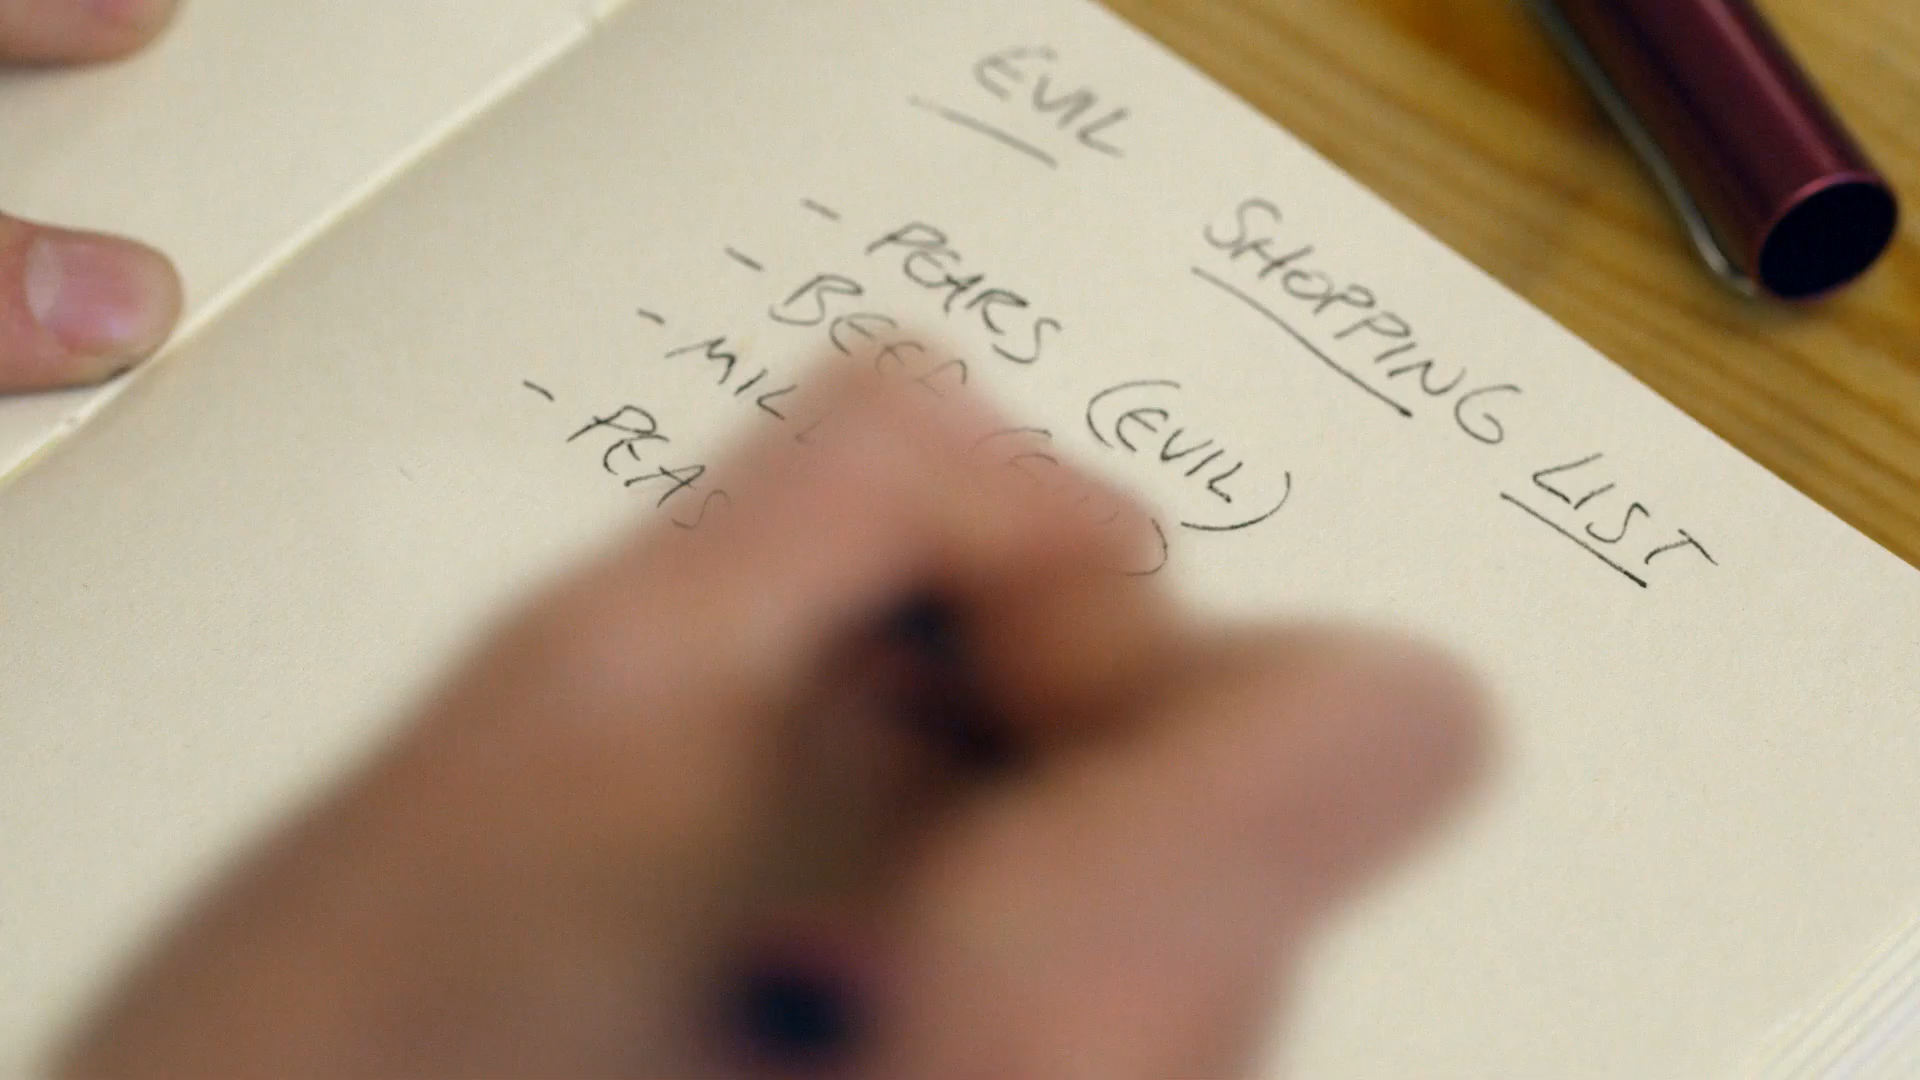 EVIL SHOPPING LIST
- PEARS (EVIL)
-
-
- PEAS